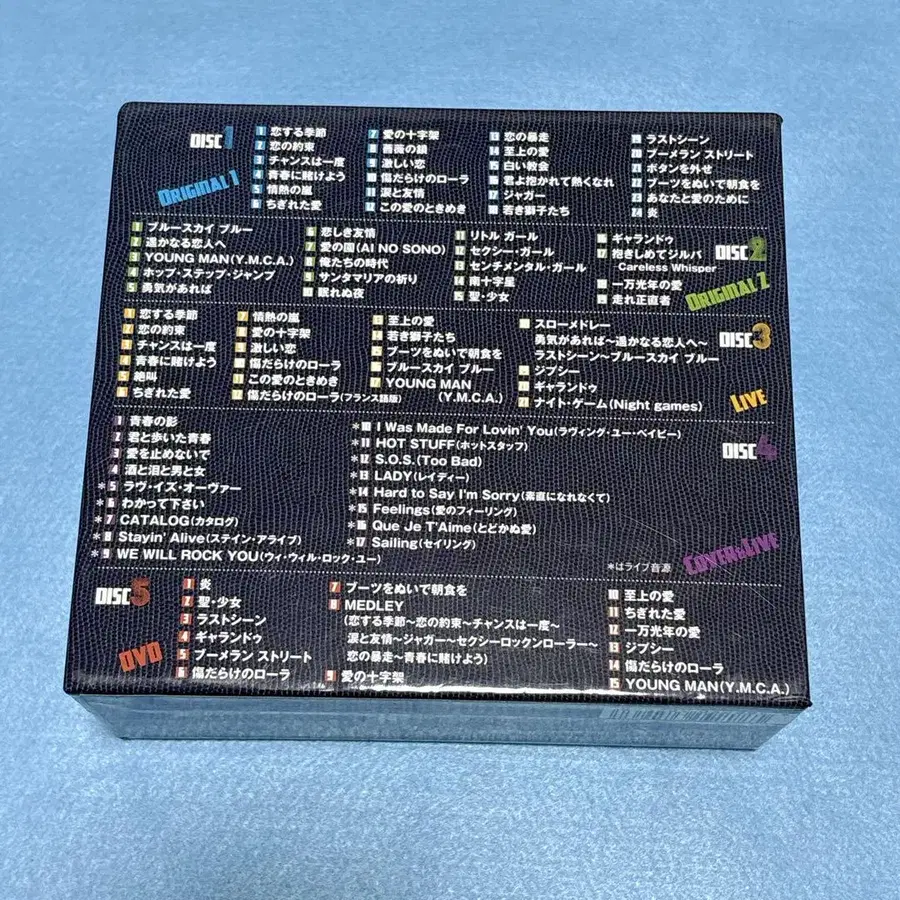 DISC1
ORIGINAL 1
1 恋する季節
2 恋の約束
3 チャンスは一度
4 青春に賭けよう
5 情熱の嵐
6 ちぎれた愛
7 愛の十字架
8 薔薇の鎖
9 激しい恋
10 傷だらけのローラ
11 涙と友情
12 この愛のときめき
13 恋の暴走
14 至上の愛
15 白い教会
16 君よ抱かれて熱くなれ
17 ジャガー
18 若き獅子たち
19 ラストシーン
20 ブーメラン ストリート
21 ボタンを外せ
22 ブーツをぬいで朝食を
23 あなたと愛のために
24 炎
DISC2
ORIGINAL 2
1 ブルースカイ ブルー
2 遥かなる恋人へ
3 YOUNG MAN(Y.M.C.A.)
4 ホップ・ステップ・ジャンプ
5 勇気があれば
6 悲しき友情
7 愛の園(AI NO SONO)
8 俺たちの時代
9 サンタマリアの祈り
10 眠れぬ夜
11 リトル ガール
12 セクシー・ガール
13 センチメンタル・ガール
14 南十字星
15 聖・少女
16 ギャランドゥ
17 抱きしめてジルバ
Careless Whisper
18 一万光年の愛
19 走れ正直者
DISC3
LIVE
1 恋する季節
2 恋の約束
3 チャンスは一度
4 青春に賭けよう
5 絶叫
6 ちぎれた愛
7 情熱の嵐
8 愛の十字架
9 激しい恋
10 傷だらけのローラ
11 この愛のときめき
12 傷だらけのローラ(フランス語版)
13 至上の愛
14 若き獅子たち
15 ブーツをぬいで朝食を
16 ブルースカイ ブルー
17 YOUNG MAN
(Y.M.C.A.)
18 スローメドレー
勇気があれば～遥かなる恋人へ～
ラストシーン～ブルースカイ ブルー
19 ジプシー
20 ギャランドゥ
21 ナイト・ゲーム(Night games)
DISC4
COVER&LIVE
1 青春の影
2 君と歩いた青春
3 愛を止めないで
4 酒と泪と男と女
*5 ラヴ・イズ・オーヴァー
*6 わかって下さい
*7 CATALOG(カタログ)
*8 Stayin' Alive(ステイン・アライブ)
*9 WE WILL ROCK YOU(ウィ・ウィル・ロック・ユー)
*10 I Was Made For Lovin' You(ラヴィング・ユー・ベイビー)
*11 HOT STUFF(ホットスタッフ)
*12 S.O.S.(Too Bad)
*13 LADY(レイディー)
*14 Hard to Say I'm Sorry(素直になれなくて)
*15 Feelings(愛のフィーリング)
*16 Que Je T'Aime(とどかぬ愛)
*17 Sailing(セイリング)
*はライブ音源
DISC5
DVD
1 炎
2 聖・少女
3 ラストシーン
4 ギャランドゥ
5 ブーメラン ストリート
6 傷だらけのローラ
7 ブーツをぬいで朝食を
8 MEDLEY
(恋する季節～恋の約束～チャンスは一度～
涙と友情～ジャガー～セクシーロックンローラー～
恋の暴走～青春に賭けよう)
9 愛の十字架
10 至上の愛
11 ちぎれた愛
12 一万光年の愛
13 ジプシー
14 傷だらけのローラ
15 YOUNG MAN(Y.M.C.A.)